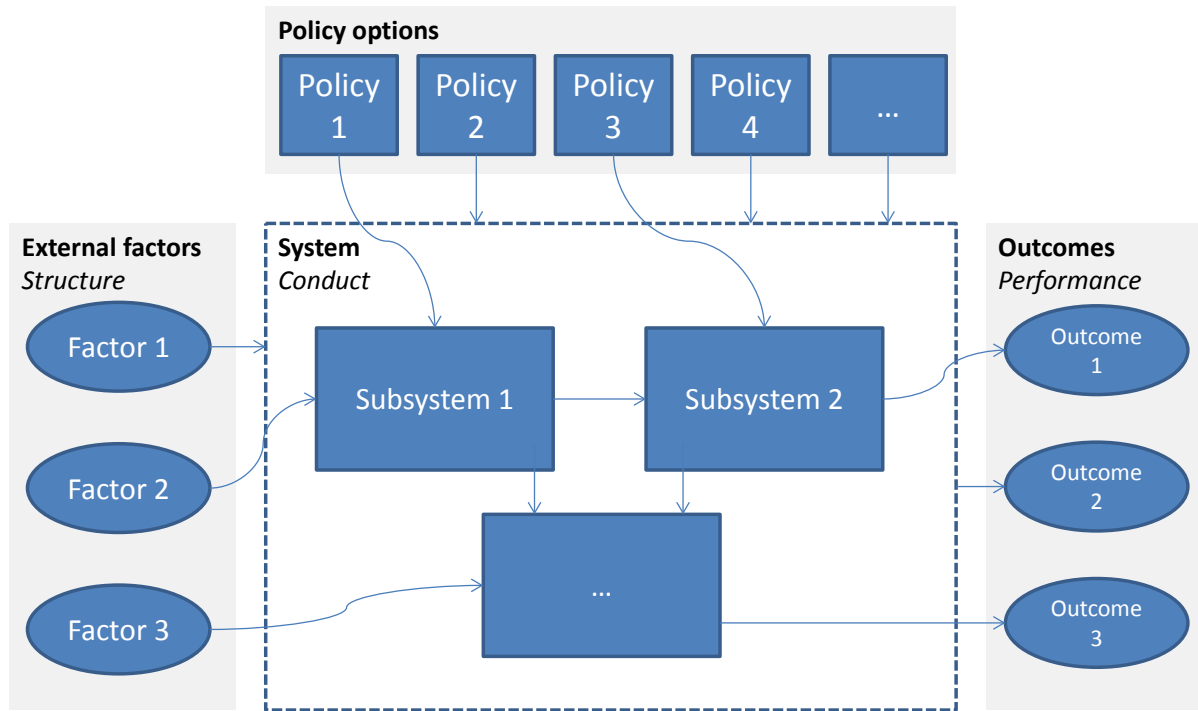 Policy options
Policy
1
Policy
2
Policy
3
Policy
4
...
External factors
Structure
Factor 1
Factor 2
Factor 3
System
Conduct
Subsystem 1
Subsystem 2
...
Outcomes
Performance
Outcome
1
Outcome
2
Outcome
3